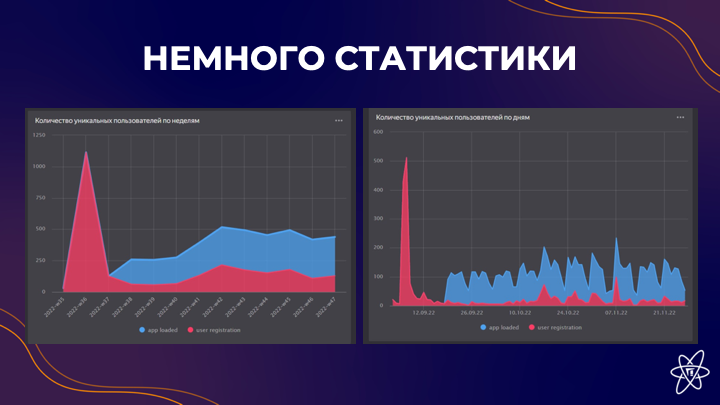 НЕМНОГО СТАТИСТИКИ
Количество уникальных пользователей по неделям
1250
1000
750
500
250
0
2022-w35 2022-w36 2022-w37 2022-w38 2022-w39 2022-w40 2022-w41 2022-w42 2022-w43 2022-w44 2022-w45 2022-w46 2022-w47
app loaded user registration
Количество уникальных пользователей по дням
600
500
400
300
200
100
0
12.09.22 26.09.22 10.10.22 24.10.22 07.11.22 21.11.22
app loaded user registration